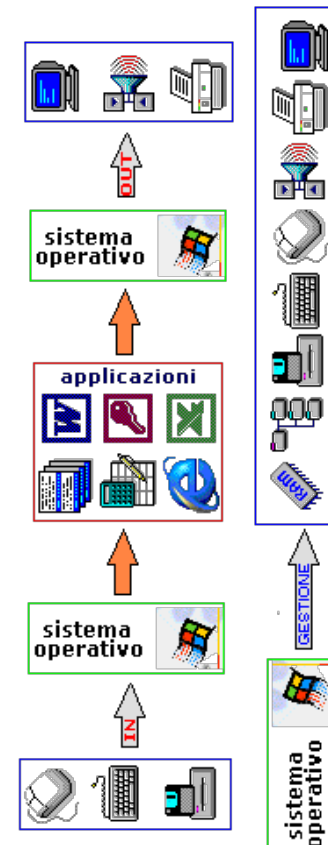 OUT
sistema
operativo
applicazioni
W
X
sistema
operativo
IN
RAM
GESTIONE
sistema
operativo